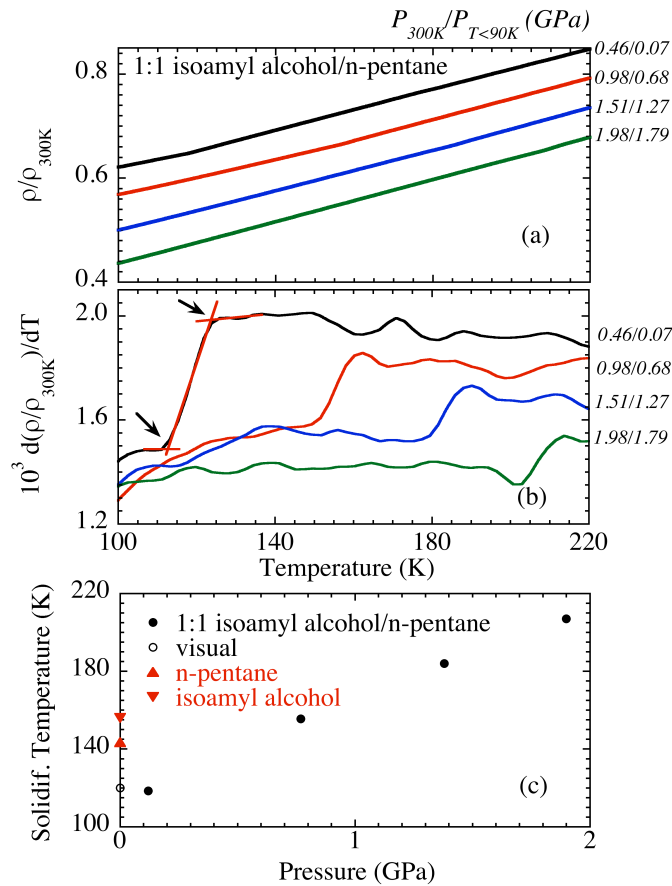 P300K/PT<90K (GPa)
1:1 isoamyl alcohol/n-pentane
0.46/0.07
0.98/0.68
1.51/1.27
1.98/1.79
0.8
0.6
0.4
ρ/ρ300K
(a)
2.0
1.6
1.2
10³ d(ρ/ρ300K)/dT
0.46/0.07
0.98/0.68
1.51/1.27
1.98/1.79
(b)
100 140 180 220
Temperature (K)
220
180
140
100
Solidif. Temperature (K)
1:1 isoamyl alcohol/n-pentane
visual
n-pentane
isoamyl alcohol
(c)
0 1 2
Pressure (GPa)